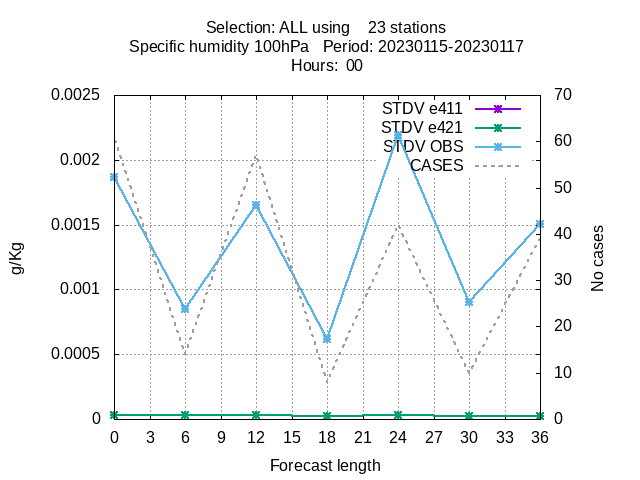 Selection: ALL using 23 stations
Specific humidity 100hPa Period: 20230115-20230117
Hours: 00
0.0025
0.002
0.0015
0.001
0.0005
0
70
60
50
40
30
20
10
0
STDV e411
STDV e421
STDV OBS
CASES
g/Kg
No cases
0 3 6 9 12 15 18 21 24 27 30 33 36
Forecast length